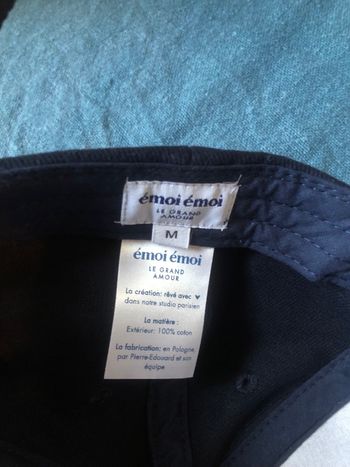 émoi émoi
LE GRAND
AMOUR
M
émoi émoi
LE GRAND
AMOUR
La création: rêvé avec ♥
dans notre studio parisien
La matière :
Extérieur: 100% coton
La fabrication: en Pologne,
par Pierre-Edouard et son
équipe